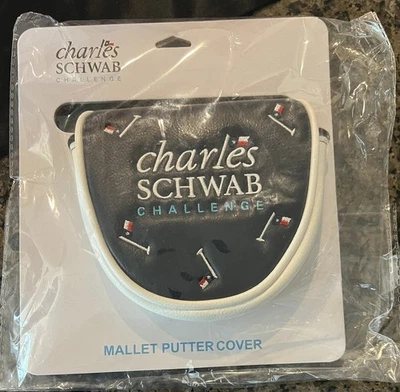 charles
SCHWAB
CHALLENGE
charles
SCHWAB
CHALLENGE
MALLET PUTTER COVER